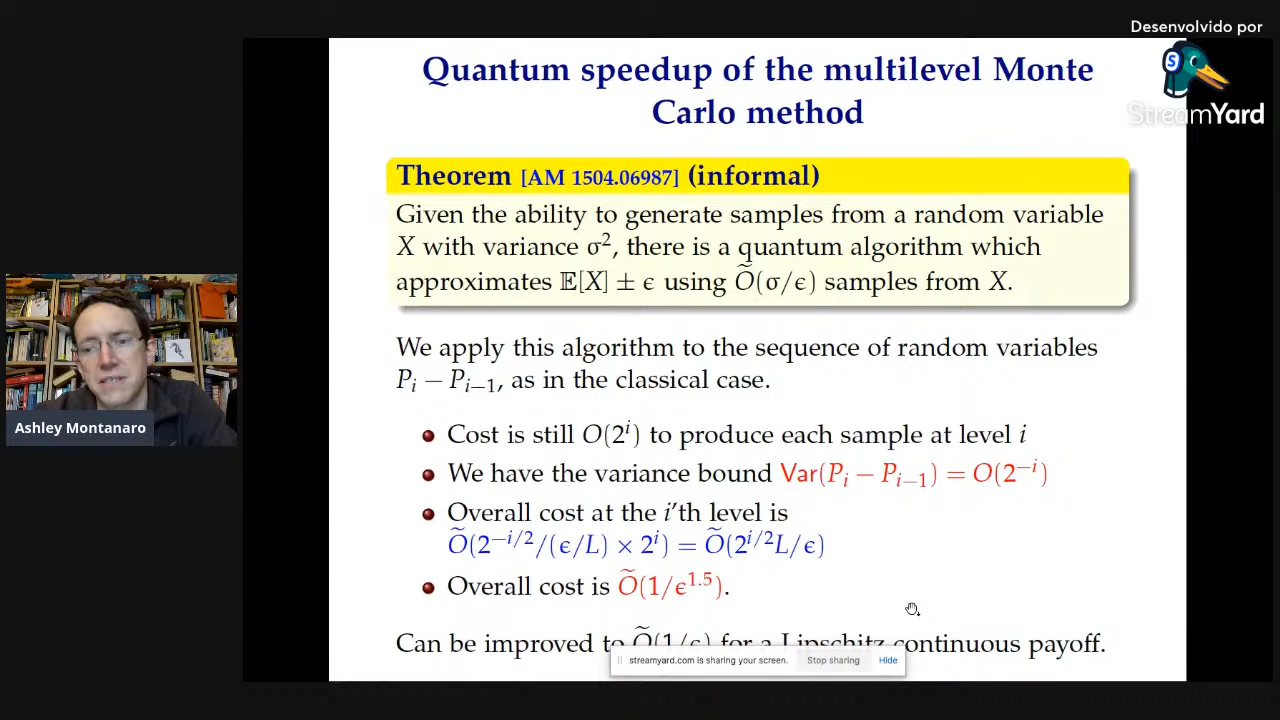 Desenvolvido por
StreamYard
Quantum speedup of the multilevel Monte
Carlo method
Theorem [AM 1504.06987] (informal)
Given the ability to generate samples from a random variable
X with variance σ², there is a quantum algorithm which
approximates 𝔼[X] ± ϵ using Õ(σ/ϵ) samples from X.
We apply this algorithm to the sequence of random variables
Pᵢ − Pᵢ₋₁, as in the classical case.
Cost is still O(2ⁱ) to produce each sample at level i
We have the variance bound Var(Pᵢ − Pᵢ₋₁) = O(2⁻ⁱ)
Overall cost at the i'th level is
Õ(2^{−i/2}/(ϵ/L) × 2ⁱ) = Õ(2^{i/2}L/ϵ)
Overall cost is Õ(1/ϵ^{1.5}).
Can be improved to Õ(1/ϵ) for a Lipschitz continuous payoff.
streamyard.com is sharing your screen. Stop sharing Hide
Ashley Montanaro